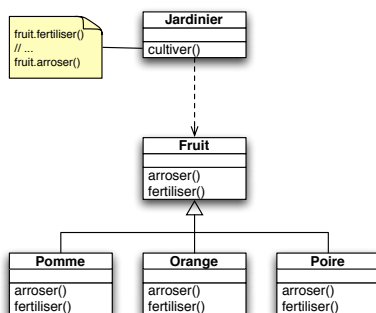 Jardinier
fruit.fertiliser()
// ...
fruit.arroser()
cultiver()
Fruit
arroser()
fertiliser()
Pomme
arroser()
fertiliser()
Orange
arroser()
fertiliser()
Poire
arroser()
fertiliser()